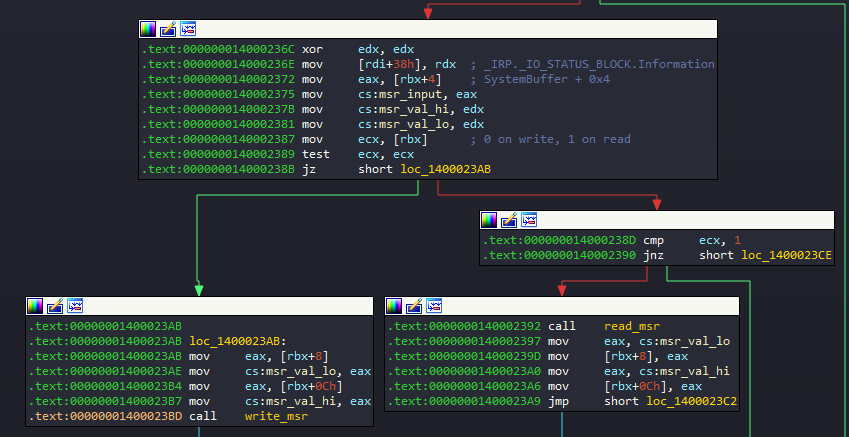 .text:000000014000236C xor edx, edx
.text:000000014000236E mov [rdi+38h], rdx ; _IRP._IO_STATUS_BLOCK.Information
.text:0000000140002372 mov eax, [rbx+4] ; SystemBuffer + 0x4
.text:0000000140002375 mov cs:msr_input, eax
.text:000000014000237B mov cs:msr_val_hi, edx
.text:0000000140002381 mov cs:msr_val_lo, edx
.text:0000000140002387 mov ecx, [rbx] ; 0 on write, 1 on read
.text:0000000140002389 test ecx, ecx
.text:000000014000238B jz short loc_1400023AB
.text:000000014000238D cmp ecx, 1
.text:0000000140002390 jnz short loc_1400023CE
.text:00000001400023AB
.text:00000001400023AB loc_1400023AB:
.text:00000001400023AB mov eax, [rbx+8]
.text:00000001400023AE mov cs:msr_val_lo, eax
.text:00000001400023B4 mov eax, [rbx+0Ch]
.text:00000001400023B7 mov cs:msr_val_hi, eax
.text:00000001400023BD call write_msr
.text:0000000140002392 call read_msr
.text:0000000140002397 mov eax, cs:msr_val_lo
.text:000000014000239D mov [rbx+8], eax
.text:00000001400023A0 mov eax, cs:msr_val_hi
.text:00000001400023A6 mov [rbx+0Ch], eax
.text:00000001400023A9 jmp short loc_1400023C2